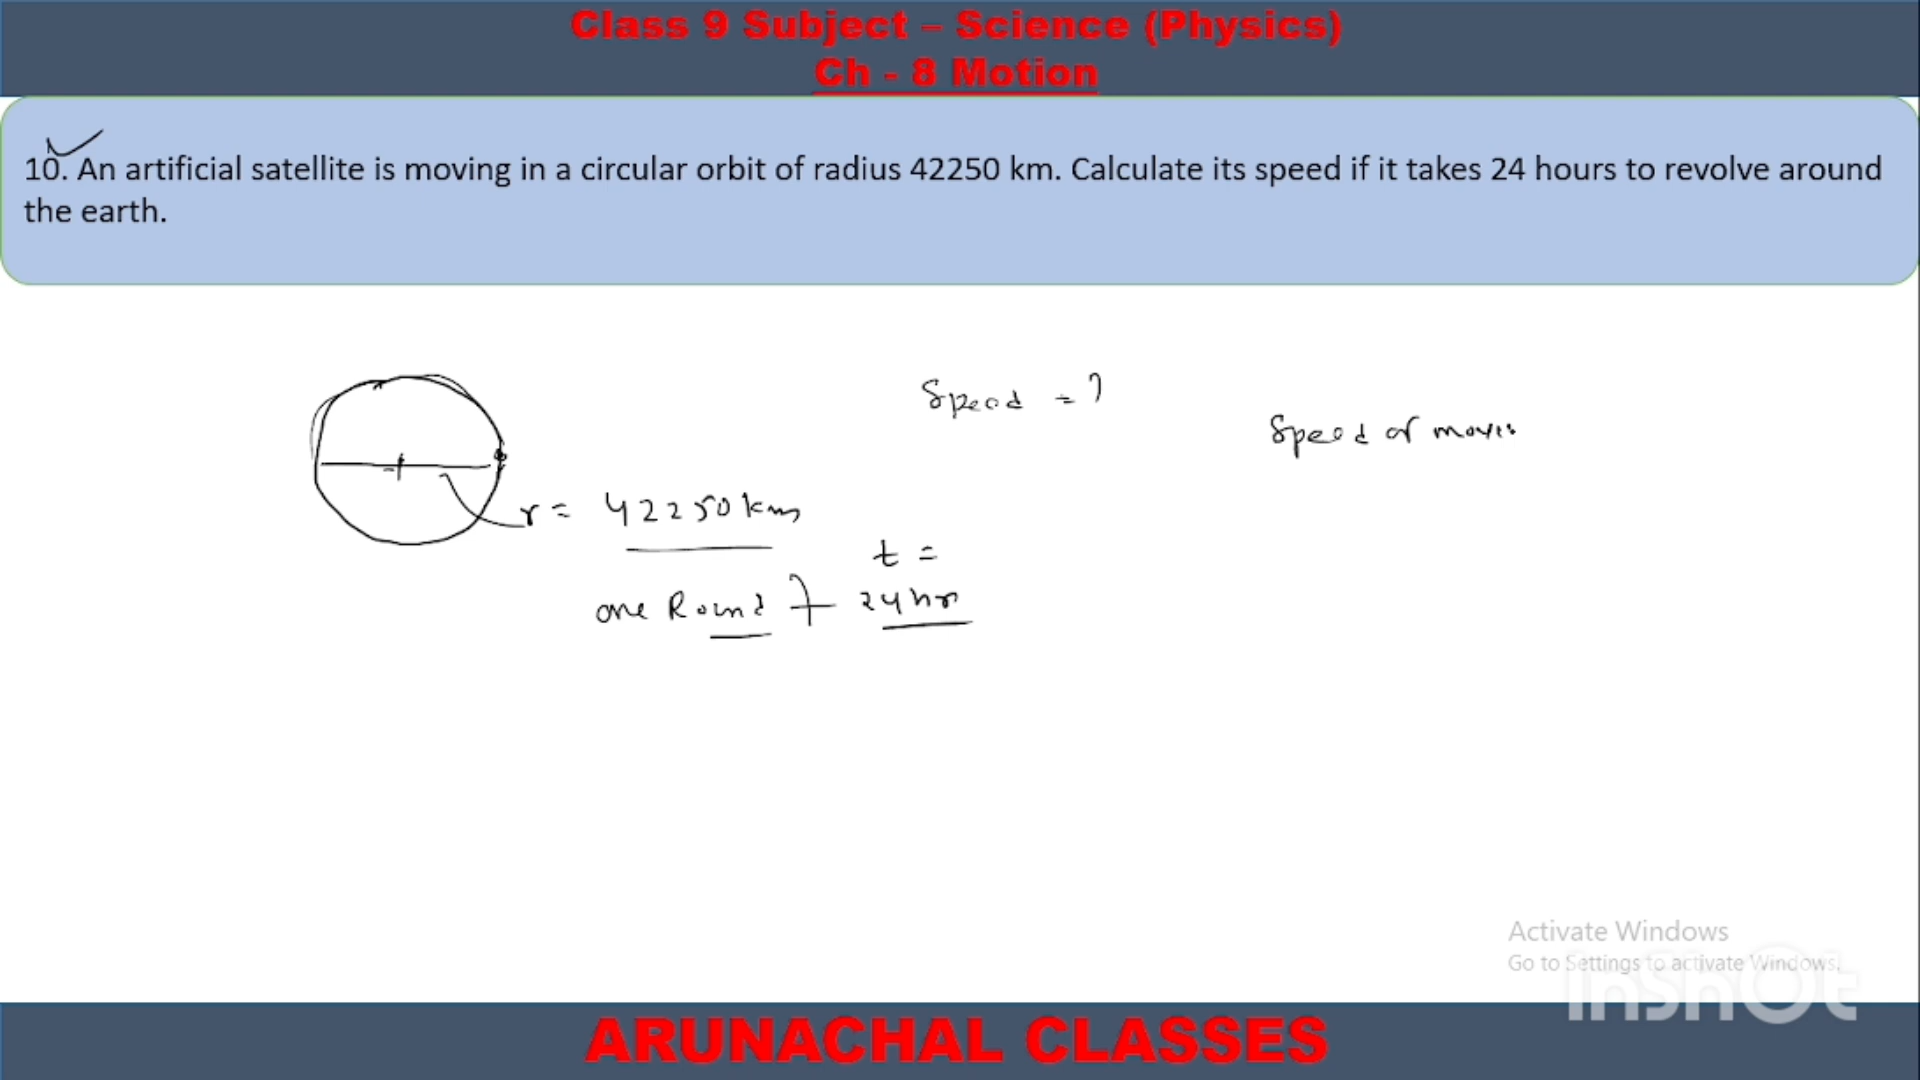 Class 9 Subject – Science (Physics)
Ch - 8 Motion
10. An artificial satellite is moving in a circular orbit of radius 42250 km. Calculate its speed if it takes 24 hours to revolve around
the earth.
Speed = ?
Speed of
r = 42250 km
t =
one Round 24 hr
Activate Windows
Go to Settings to activate Windows.
InShOt
ARUNACHAL CLASSES